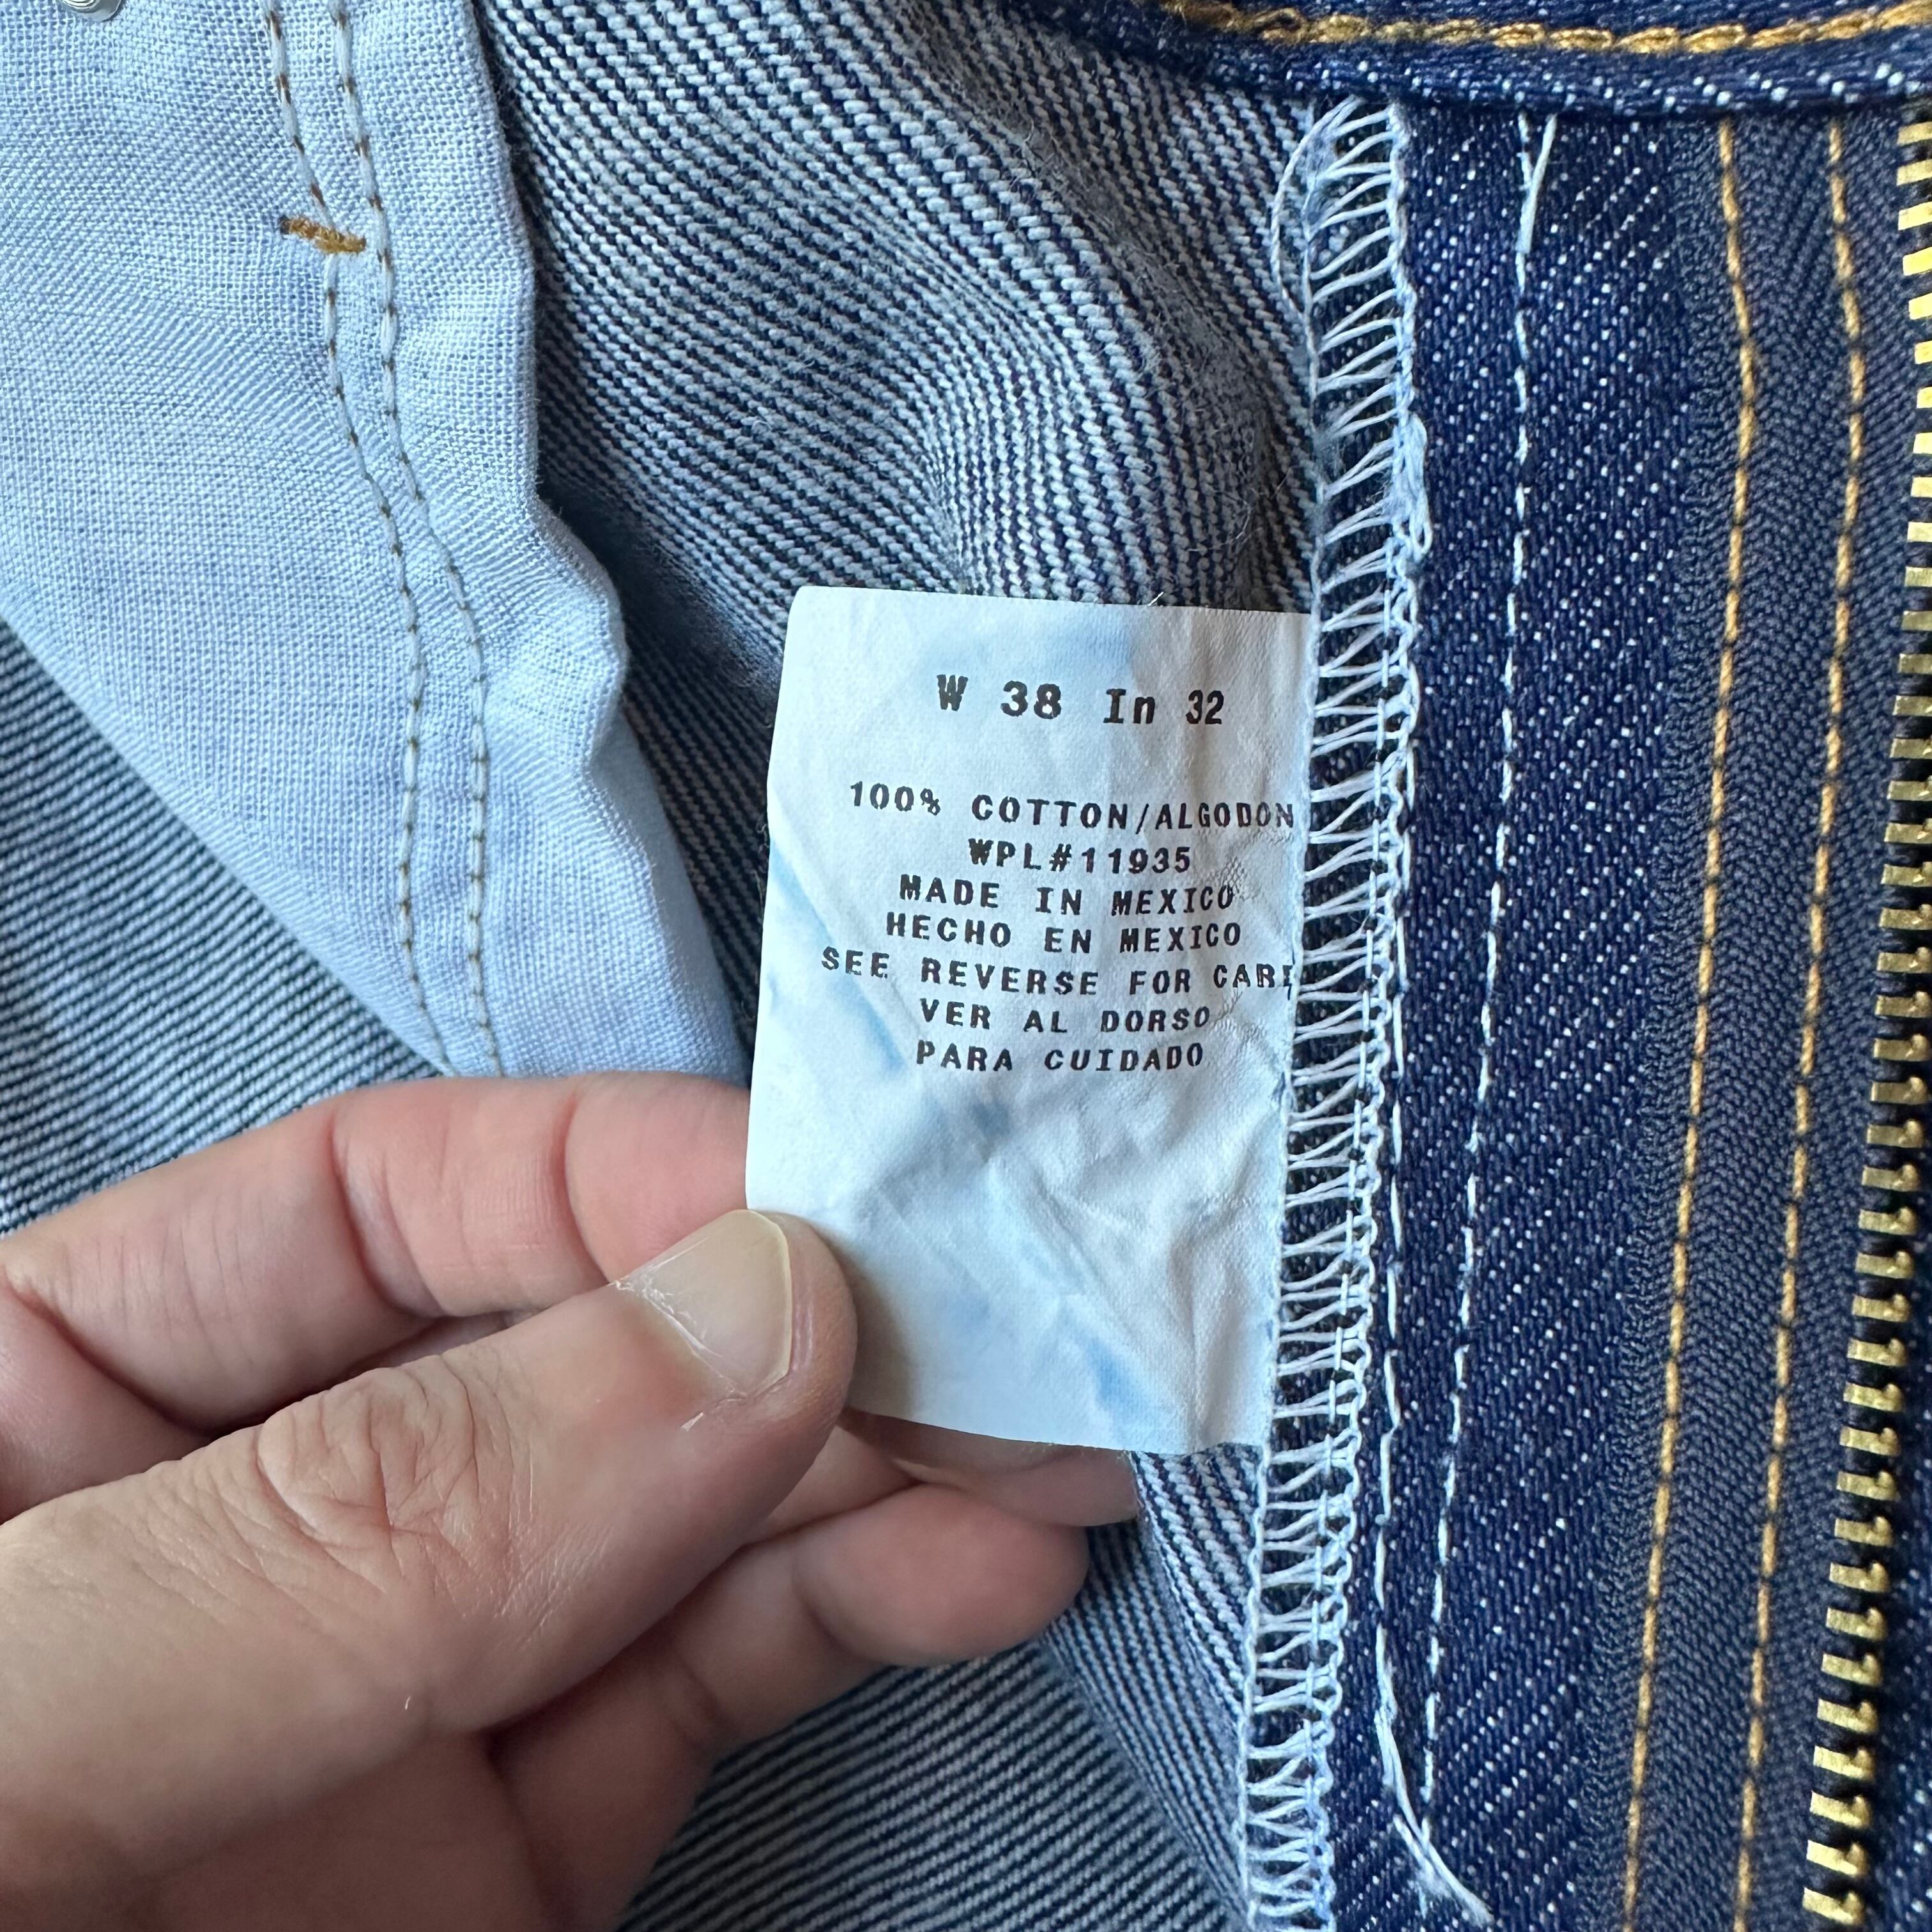 W 38 In 32
100% COTTON/ALGODON
WPL#11935
MADE IN MEXICO
HECHO EN MEXICO
SEE REVERSE FOR CARE
VER AL DORSO
PARA CUIDADO